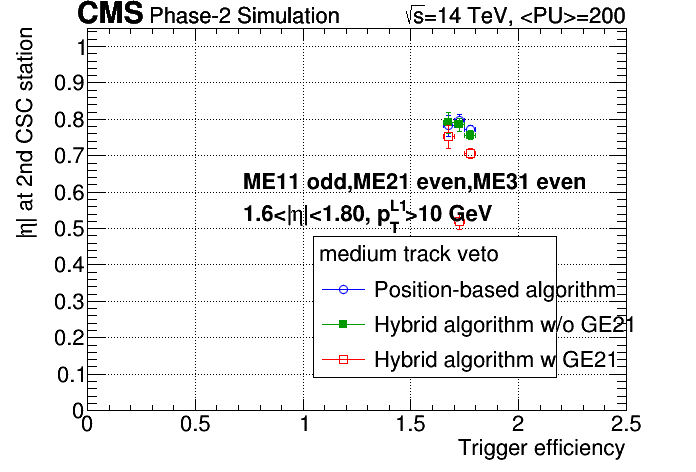 CMS Phase-2 Simulation √s=14 TeV, <PU>=200
|η| at 2nd CSC station
1
0.9
0.8
0.7
0.6
0.5
0.4
0.3
0.2
0.1
0
ME11 odd,ME21 even,ME31 even
1.6<|η|<1.80, p_T^L1>10 GeV
medium track veto
Position-based algorithm
Hybrid algorithm w/o GE21
Hybrid algorithm w GE21
0 0.5 1 1.5 2 2.5
Trigger efficiency